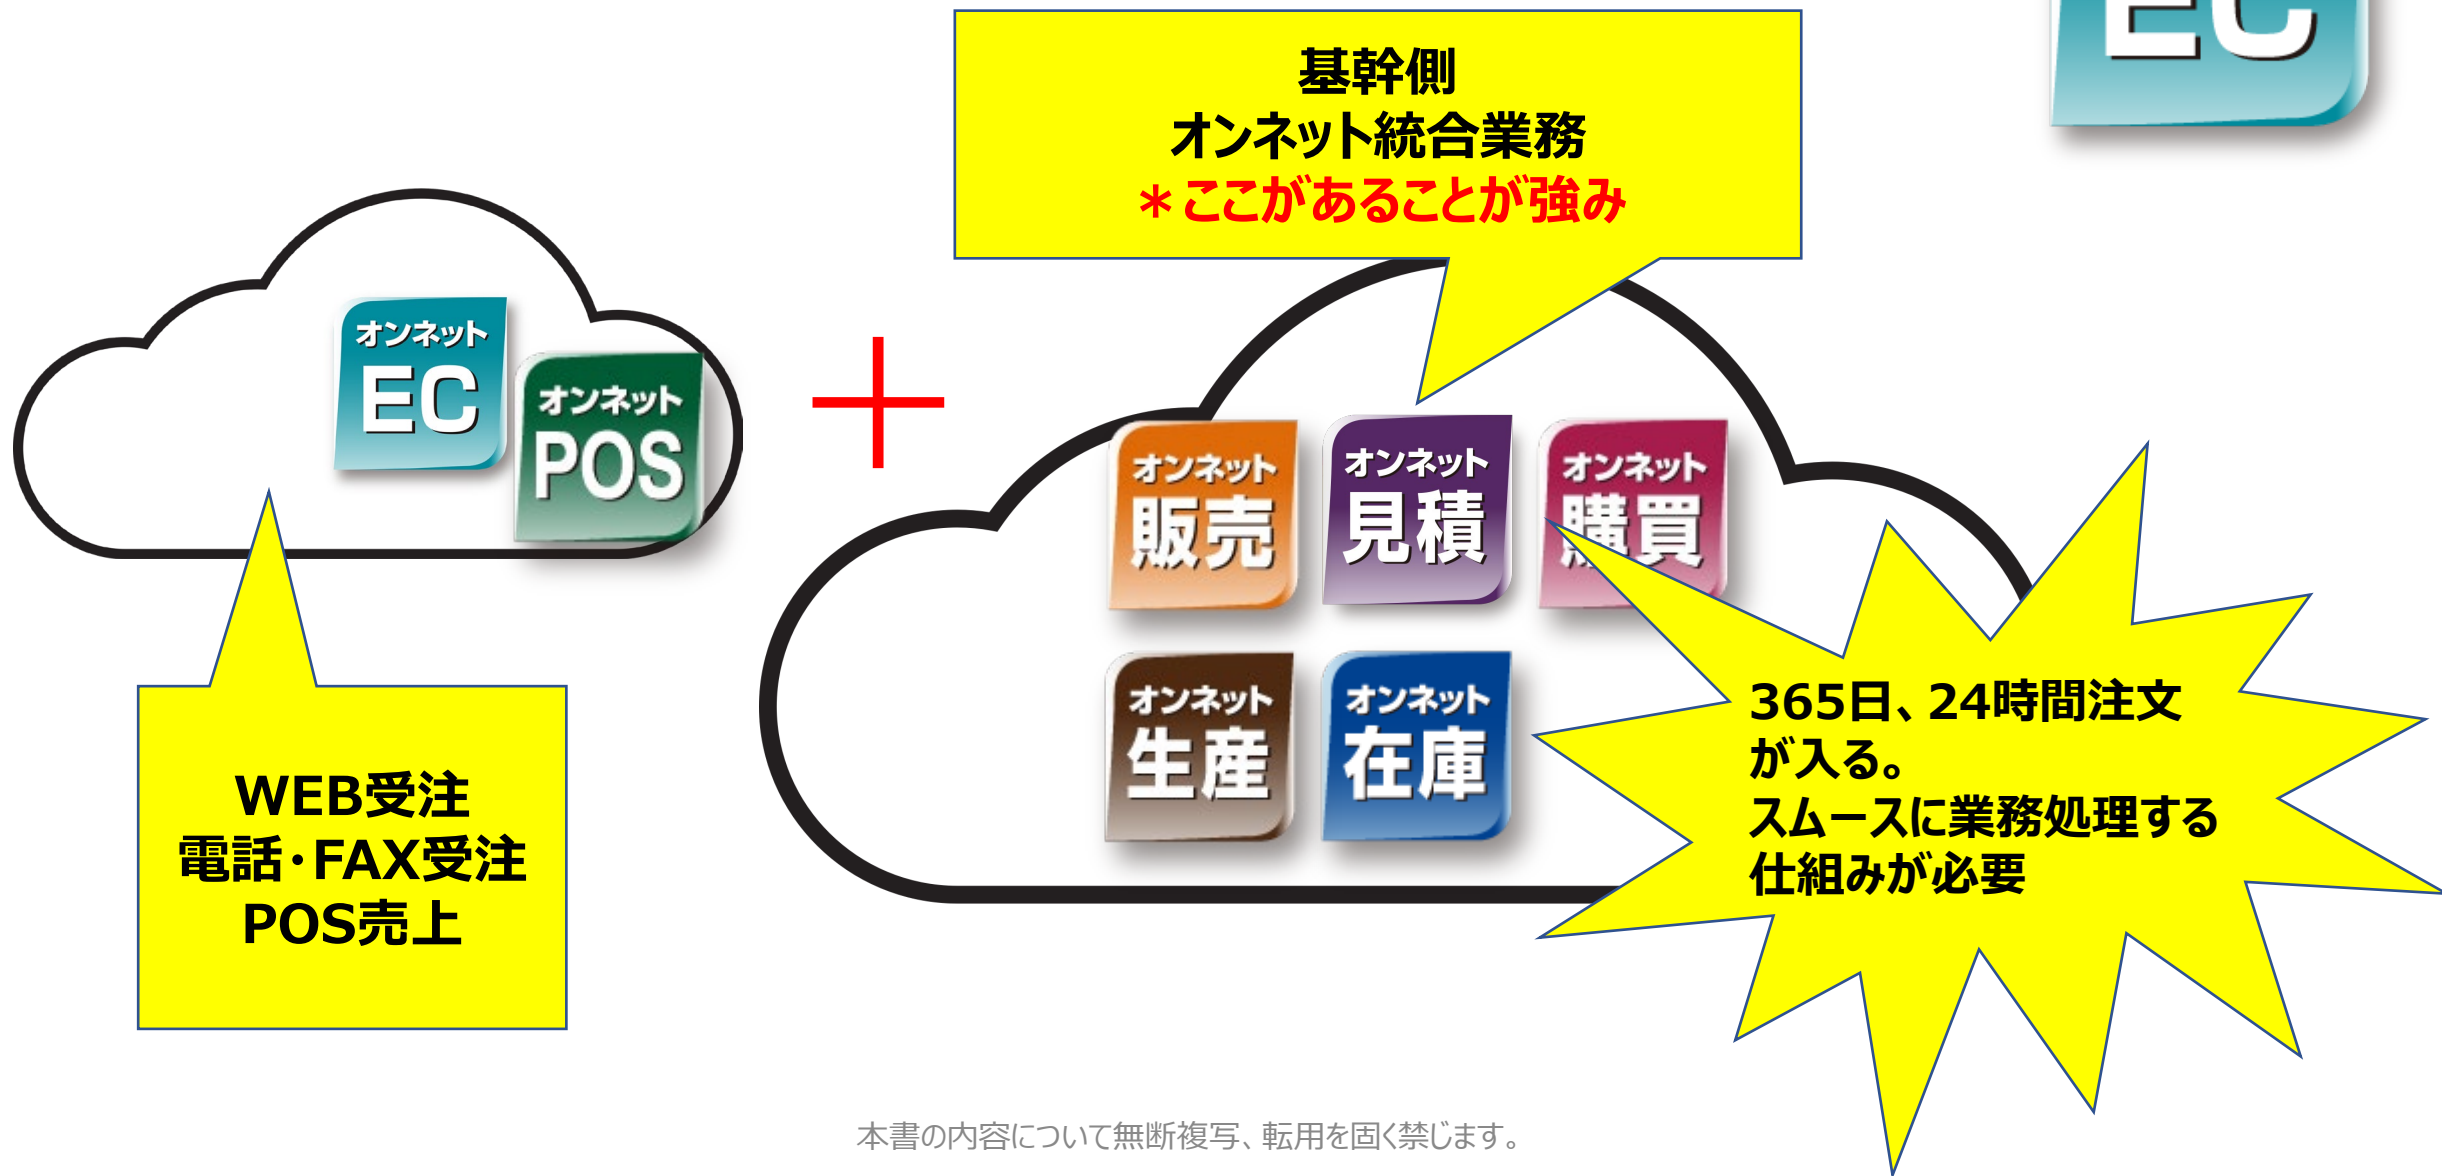 EC
基幹側
オンネット統合業務
＊ここがあることが強み
オンネット
EC
オンネット
POS
オンネット
販売
オンネット
見積
オンネット
購買
オンネット
生産
オンネット
在庫
WEB受注
電話・FAX受注
POS売上
365日、24時間注文
が入る。
スムースに業務処理する
仕組みが必要
本書の内容について無断複写、転用を固く禁じます。